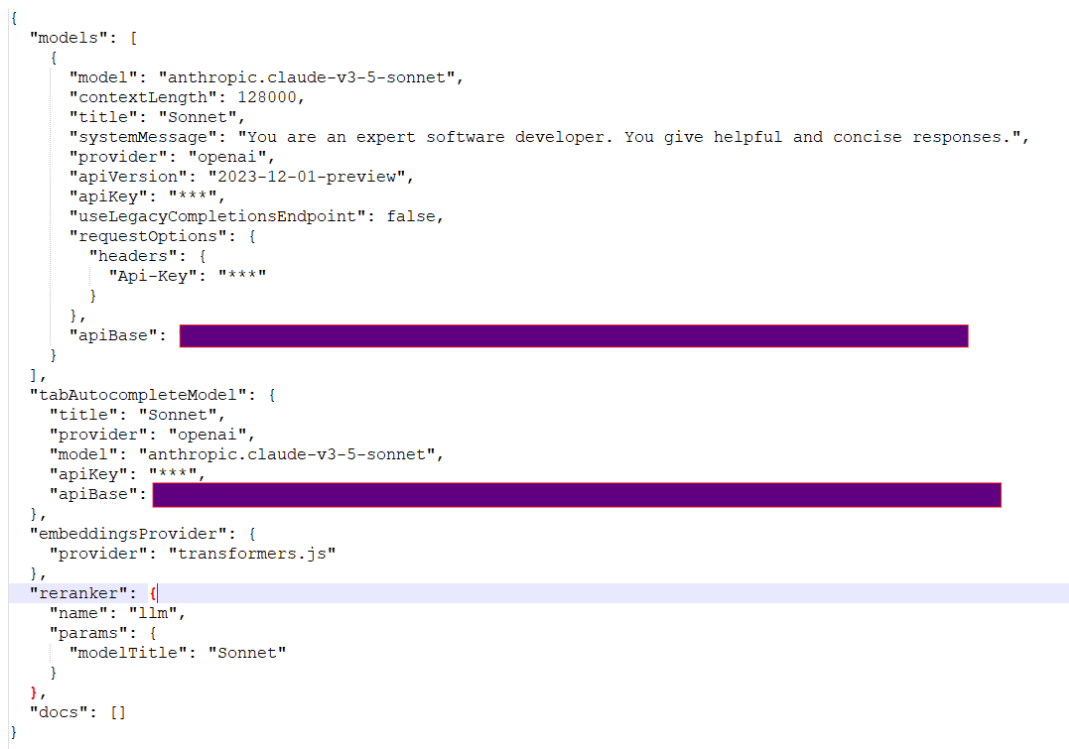 {
  "models": [
    {
      "model": "anthropic.claude-v3-5-sonnet",
      "contextLength": 128000,
      "title": "Sonnet",
      "systemMessage": "You are an expert software developer. You give helpful and concise responses.",
      "provider": "openai",
      "apiVersion": "2023-12-01-preview",
      "apiKey": "***",
      "useLegacyCompletionsEndpoint": false,
      "requestOptions": {
        "headers": {
          "Api-Key": "***"
        }
      },
      "apiBase":
    }
  ],
  "tabAutocompleteModel": {
    "title": "Sonnet",
    "provider": "openai",
    "model": "anthropic.claude-v3-5-sonnet",
    "apiKey": "***",
    "apiBase":
  },
  "embeddingsProvider": {
    "provider": "transformers.js"
  },
  "reranker": {
    "name": "llm",
    "params": {
      "modelTitle": "Sonnet"
    }
  },
  "docs": []
}